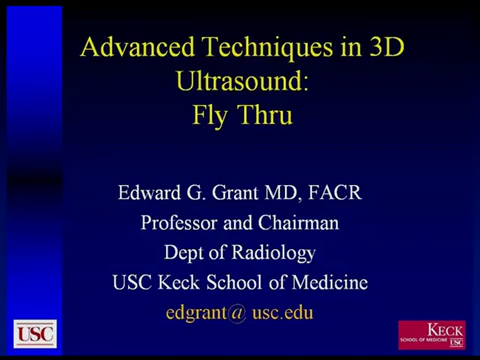 Advanced Techniques in 3D
Ultrasound:
Fly Thru
Edward G. Grant MD, FACR
Professor and Chairman
Dept of Radiology
USC Keck School of Medicine
edgrant@ usc.edu
USC
KECK
SCHOOL OF MEDICINE USC